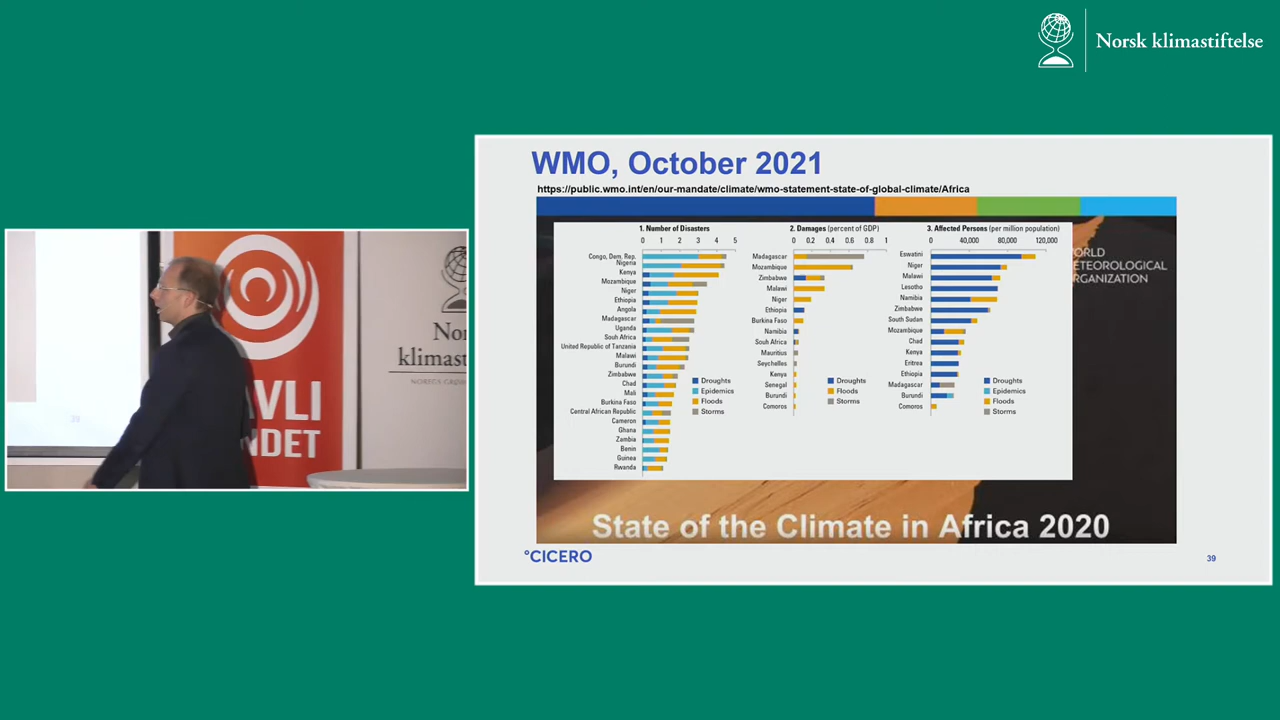 Norsk klimastiftelse
WMO, October 2021
https://public.wmo.int/en/our-mandate/climate/wmo-statement-state-of-global-climate/Africa
1. Number of Disasters
0 1 2 3 4 5
Congo, Dem. Rep.
Nigeria
Kenya
Mozambique
Niger
Ethiopia
Angola
Madagascar
Uganda
Souh Africa
United Republic of Tanzania
Malawi
Burundi
Zimbabwe
Chad
Mali
Burkina Faso
Central African Republic
Cameron
Ghana
Zambia
Benin
Guinea
Rwanda
Droughts
Epidemics
Floods
Storms
2. Damages (percent of GDP)
0 0.2 0.4 0.6 0.8 1
Madagascar
Mozambique
Zimbabwe
Malawi
Niger
Ethiopia
Burkina Faso
Namibia
Souh Africa
Mauritius
Seychelles
Kenya
Senegal
Burundi
Comoros
Droughts
Floods
Storms
3. Affected Persons (per million population)
0 40,000 80,000 120,000
Eswatini
Niger
Malawi
Lesotho
Namibia
Zimbabwe
South Sudan
Mozambique
Chad
Kenya
Eritrea
Ethiopia
Madagascar
Burundi
Comoros
Droughts
Epidemics
Floods
Storms
ORLD
ETEOROLOGICAL
RGANIZATION
State of the Climate in Africa 2020
°CICERO
39
VLI
NDET
Nor
klimast